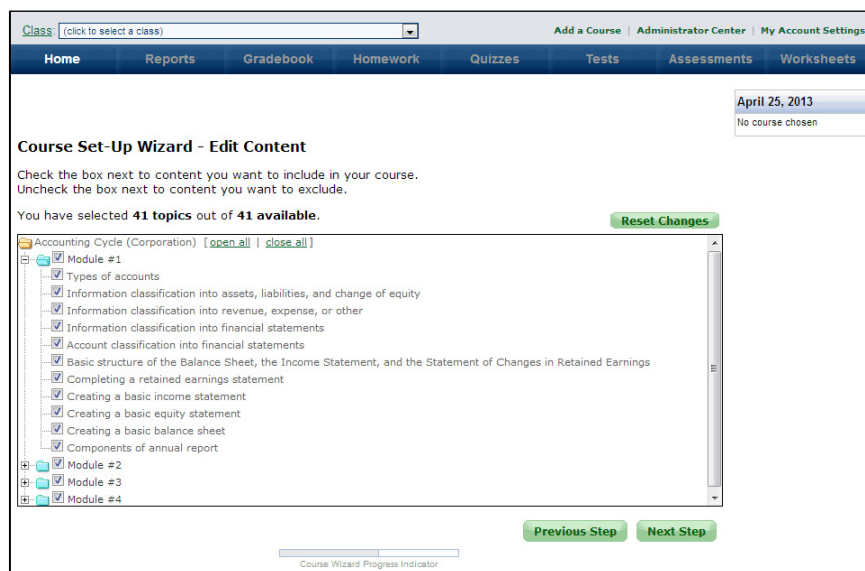 Class: (click to select a class)
Add a Course | Administrator Center | My Account Settings
Home Reports Gradebook Homework Quizzes Tests Assessments Worksheets
April 25, 2013
No course chosen
Course Set-Up Wizard - Edit Content
Check the box next to content you want to include in your course.
Uncheck the box next to content you want to exclude.
You have selected 41 topics out of 41 available.
Reset Changes
Accounting Cycle (Corporation) [ open all | close all ]
Module #1
Types of accounts
Information classification into assets, liabilities, and change of equity
Information classification into revenue, expense, or other
Information classification into financial statements
Account classification into financial statements
Basic structure of the Balance Sheet, the Income Statement, and the Statement of Changes in Retained Earnings
Completing a retained earnings statement
Creating a basic income statement
Creating a basic equity statement
Creating a basic balance sheet
Components of annual report
Module #2
Module #3
Module #4
Previous Step Next Step
Course Wizard Progress Indicator